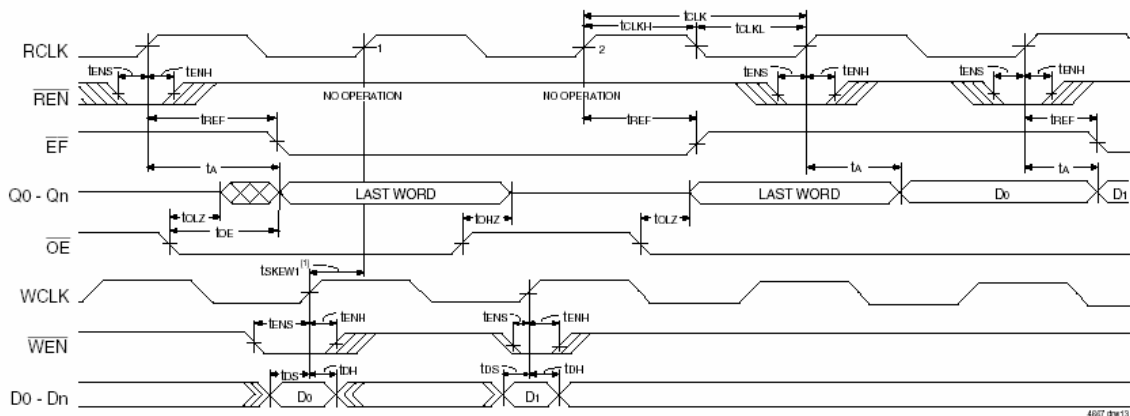 tCLK
tCLKH tCLKL
RCLK 1 2
tENS tENH tENS tENH tENS tENH
REN NO OPERATION NO OPERATION
tREF tREF tREF
EF
tA tA tA
Q0 - Qn LAST WORD LAST WORD D0 D1
tOLZ tOHZ tOLZ
tOE
OE
tSKEW1 (1)
WCLK
tENS tENH tENS tENH
WEN
tDS tDH tDS tDH
D0 - Dn D0 D1
4667 drw13